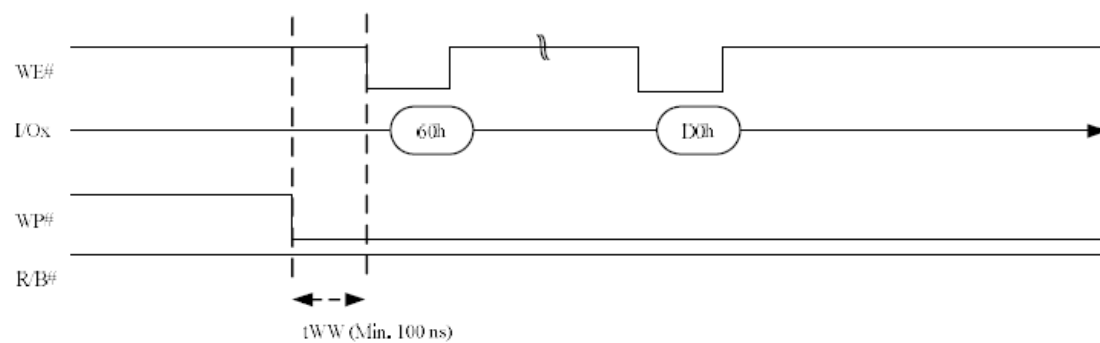 WE#
I/Ox
60h
D0h
WP#
R/B#
tWW (Min. 100 ns)